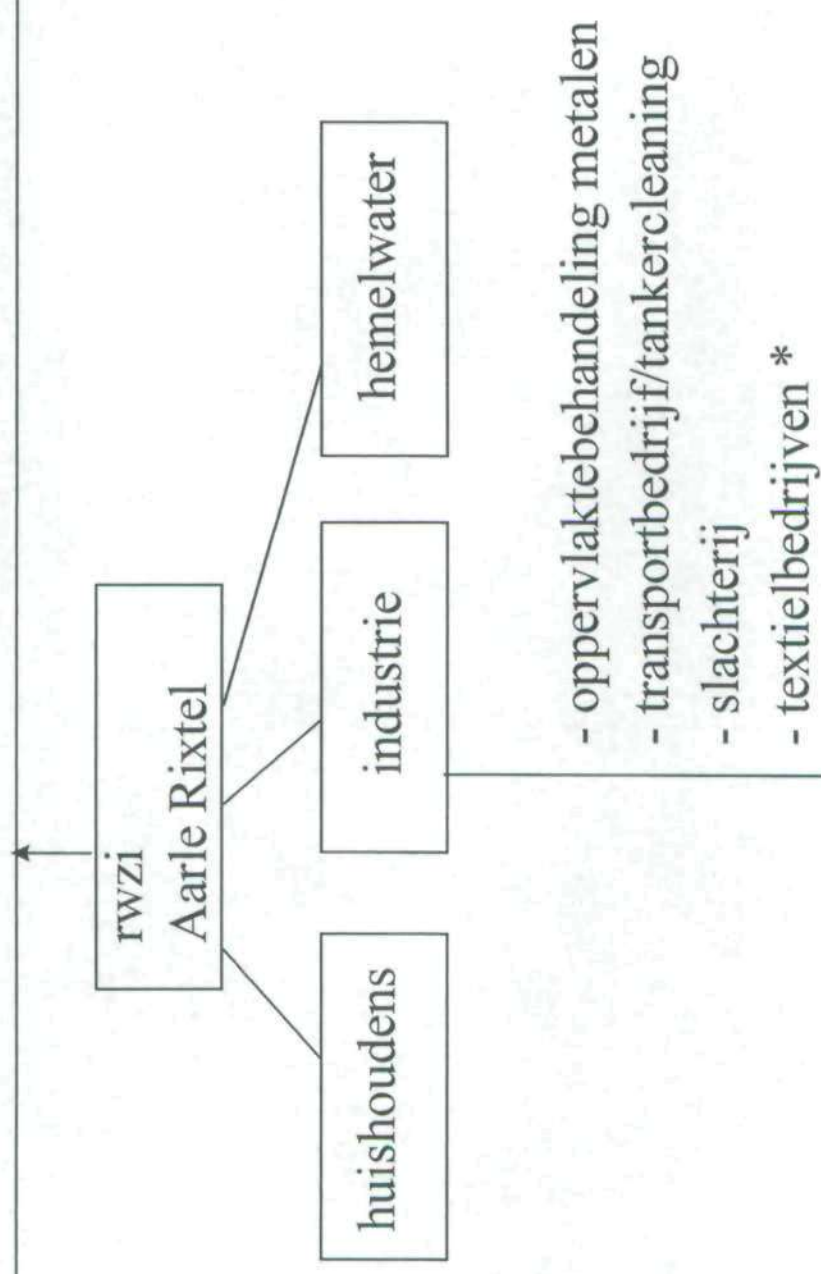 rwzi
Aarle Rixtel
huishoudens
industrie
hemelwater
- oppervlaktebehandeling metalen
- transportbedrijf/tankercleaning
- slachterij
- textielbedrijven *